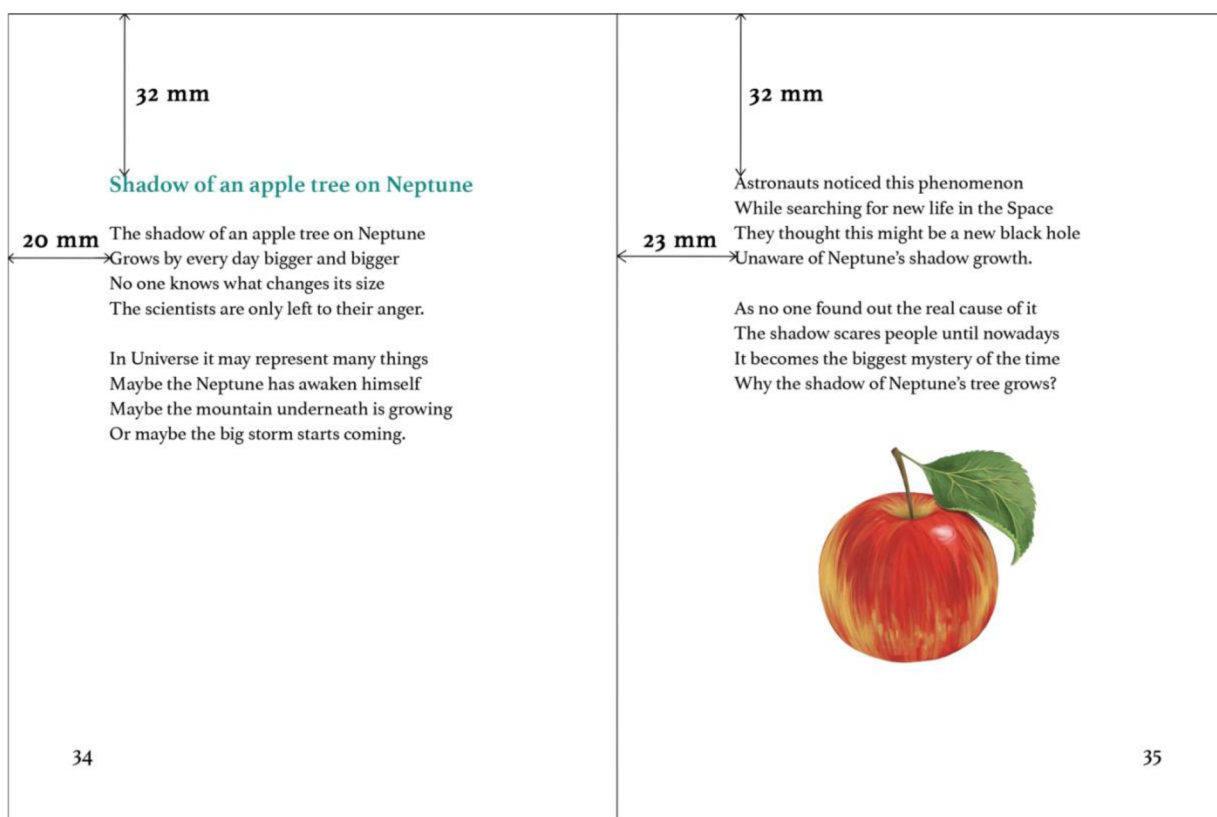 32 mm
Shadow of an apple tree on Neptune
The shadow of an apple tree on Neptune
20 mm
Grows by every day bigger and bigger
No one knows what changes its size
The scientists are only left to their anger.
In Universe it may represent many things
Maybe the Neptune has awaken himself
Maybe the mountain underneath is growing
Or maybe the big storm starts coming.
34
32 mm
Astronauts noticed this phenomenon
While searching for new life in the Space
They thought this might be a new black hole
23 mm
Unaware of Neptune’s shadow growth.
As no one found out the real cause of it
The shadow scares people until nowadays
It becomes the biggest mystery of the time
Why the shadow of Neptune’s tree grows?
35